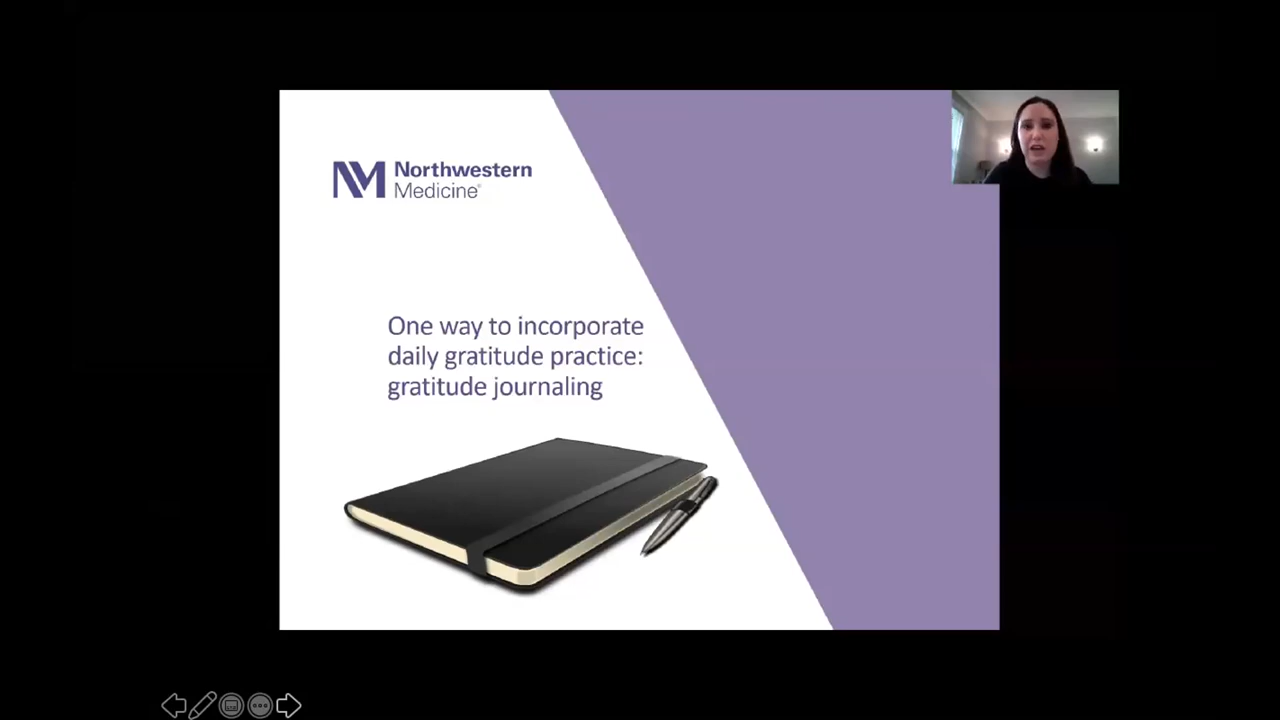 Northwestern
Medicine®
One way to incorporate
daily gratitude practice:
gratitude journaling